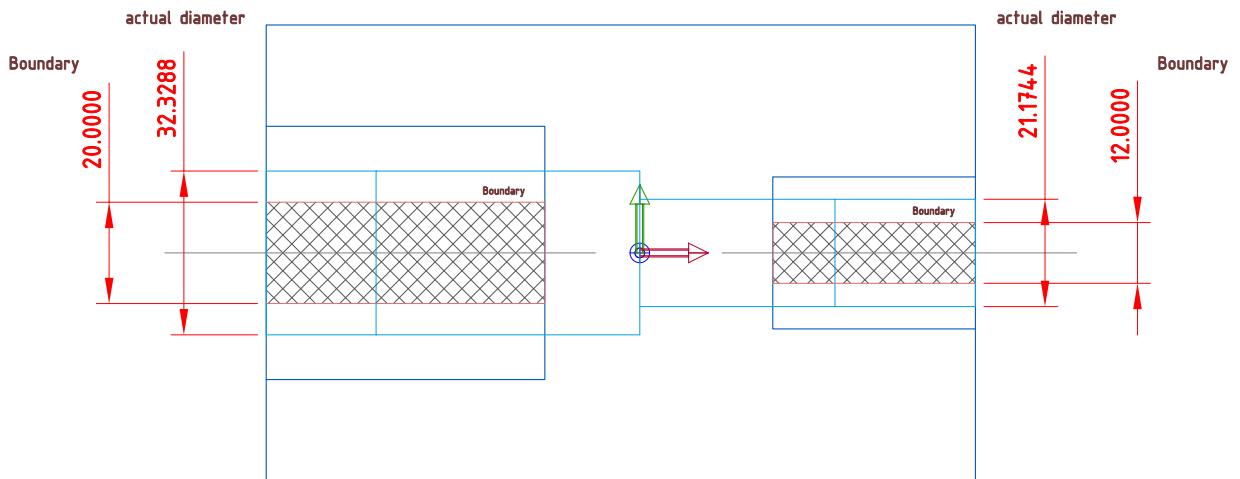 actual diameter
actual diameter
Boundary
Boundary
20.0000
32.3288
21.1744
12.0000
Boundary
Boundary